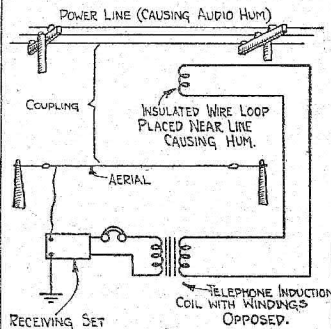 POWER LINE (CAUSING AUDIO HUM)
COUPLING
INSULATED WIRE LOOP
PLACED NEAR LINE
CAUSING HUM.
AERIAL
TELEPHONE INDUCTION
COIL WITH WINDINGS
OPPOSED.
RECEIVING SET